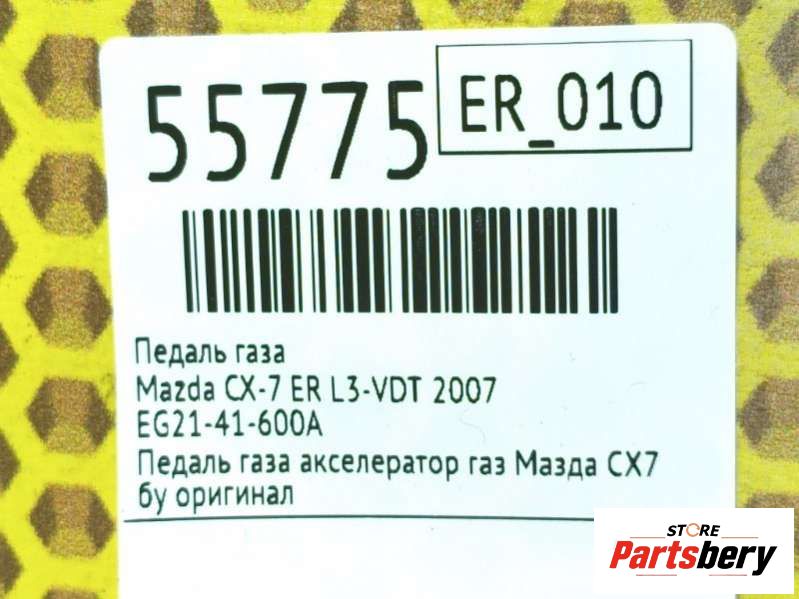 55775
ER_010
Педаль газа
Mazda CX-7 ER L3-VDT 2007
EG21-41-600A
Педаль газа акселератор газ Мазда СХ7
бу оригинал
STORE
Partsbery